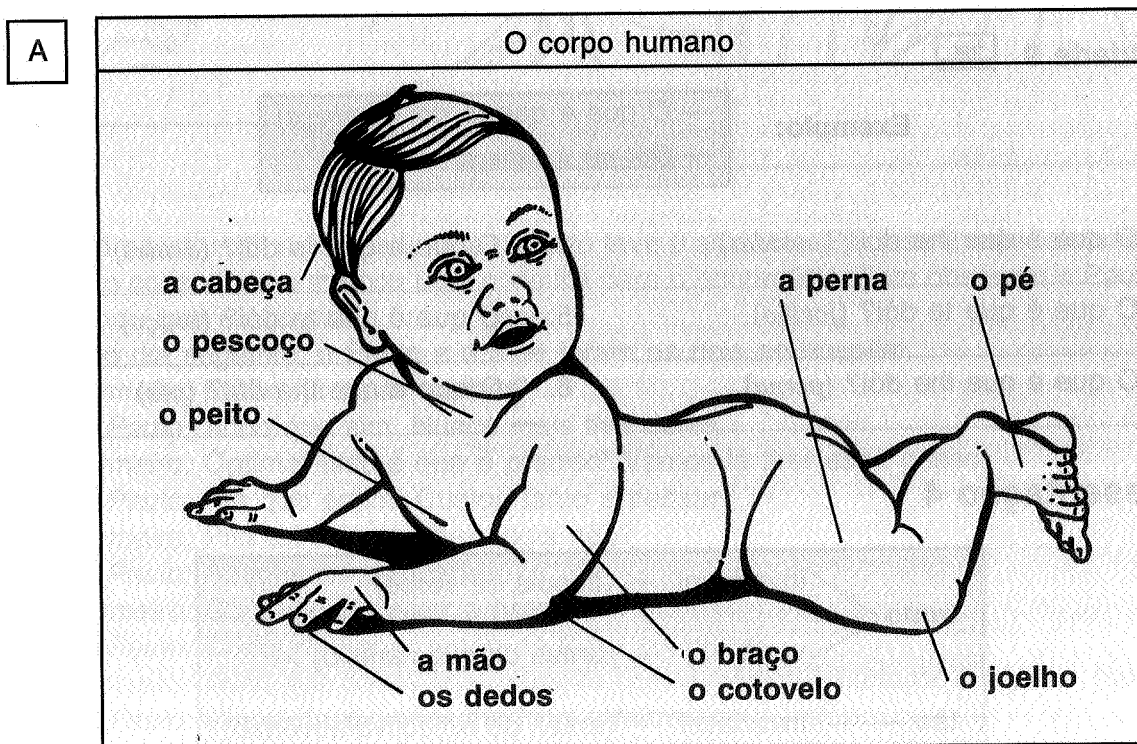 A
O corpo humano
a cabeça
a perna
o pé
o pescoço
o peito
a mão
os dedos
o braço
o cotovelo
o joelho